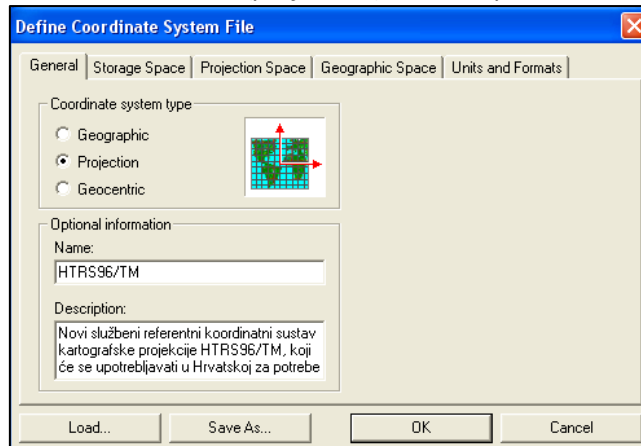 Define Coordinate System File
General Storage Space Projection Space Geographic Space Units and Formats
Coordinate system type
Geographic
Projection
Geocentric
Optional information
Name:
HTRS96/TM
Description:
Novi službeni referentni koordinatni sustav
kartografske projekcije HTRS96/TM, koji
će se upotrebljavati u Hrvatskoj za potrebe
Load... Save As... OK Cancel